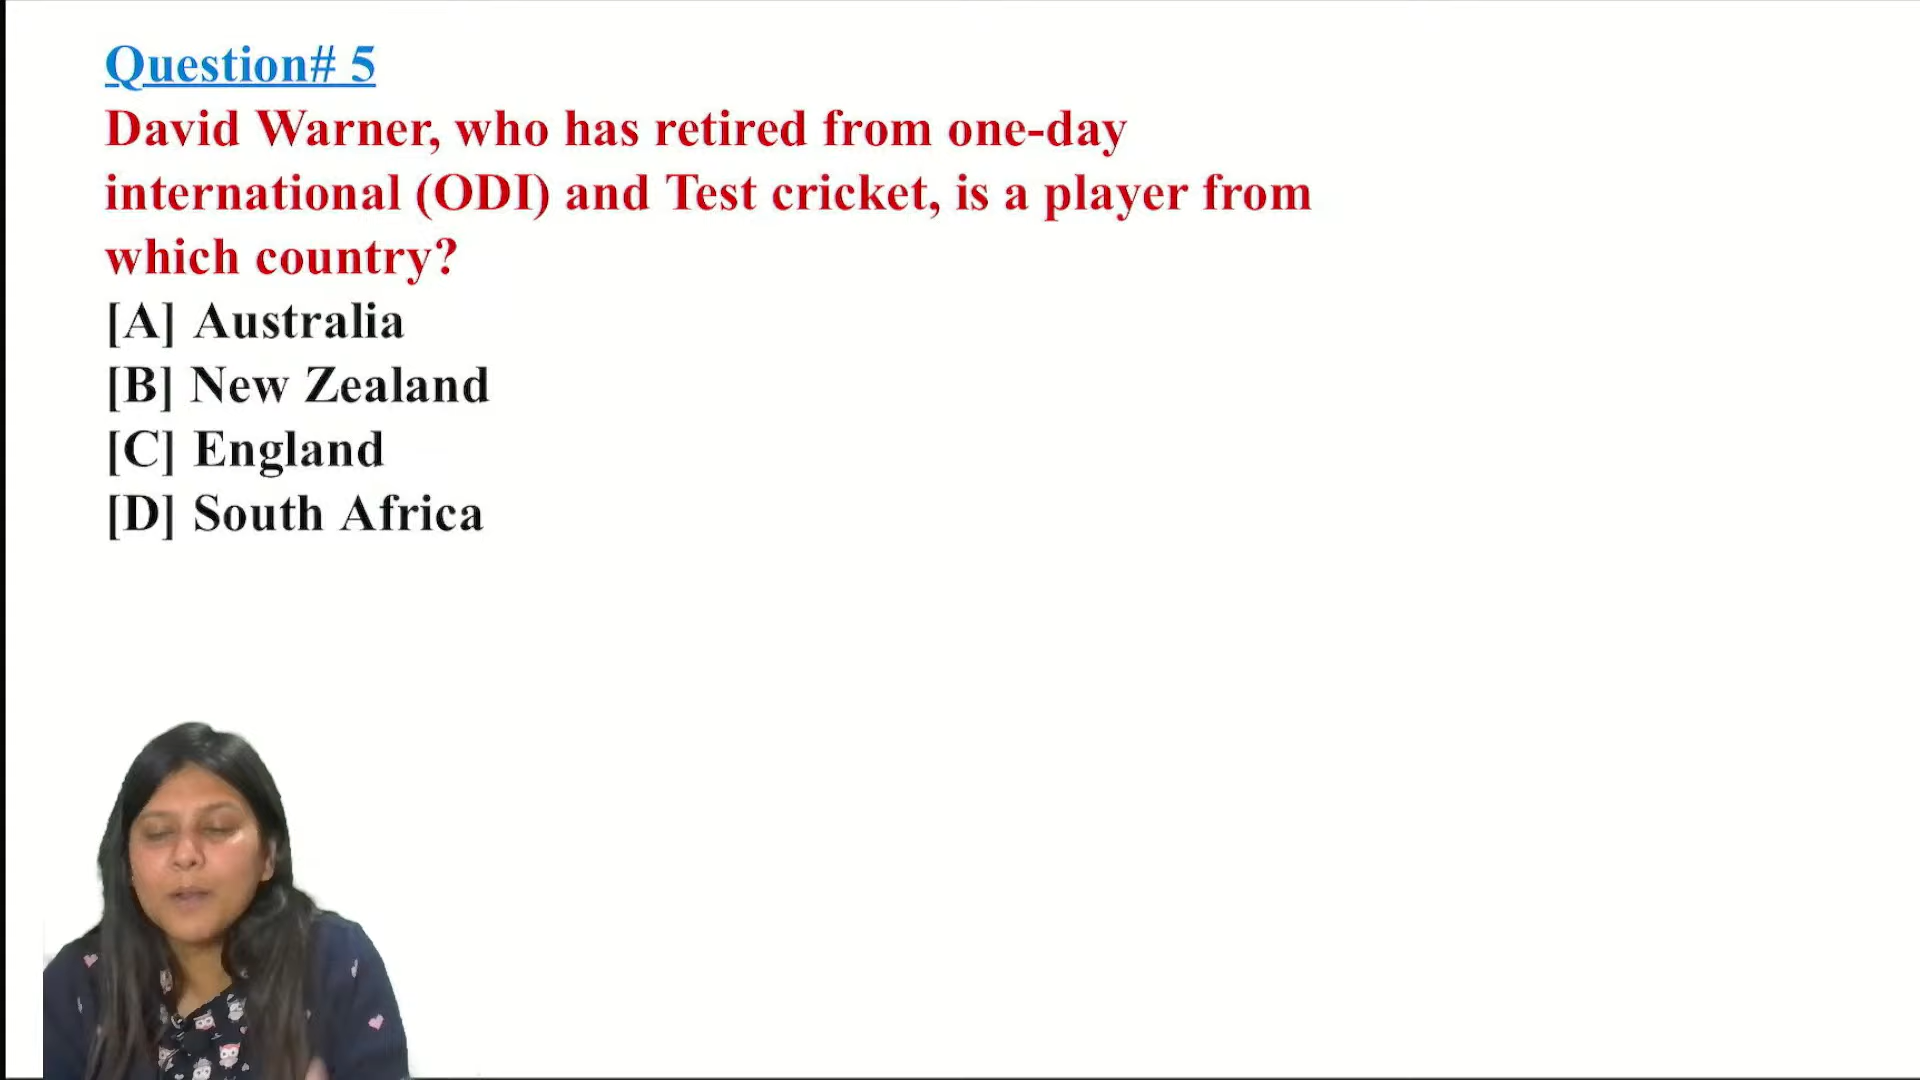 Question# 5
David Warner, who has retired from one-day
international (ODI) and Test cricket, is a player from
which country?
[A] Australia
[B] New Zealand
[C] England
[D] South Africa